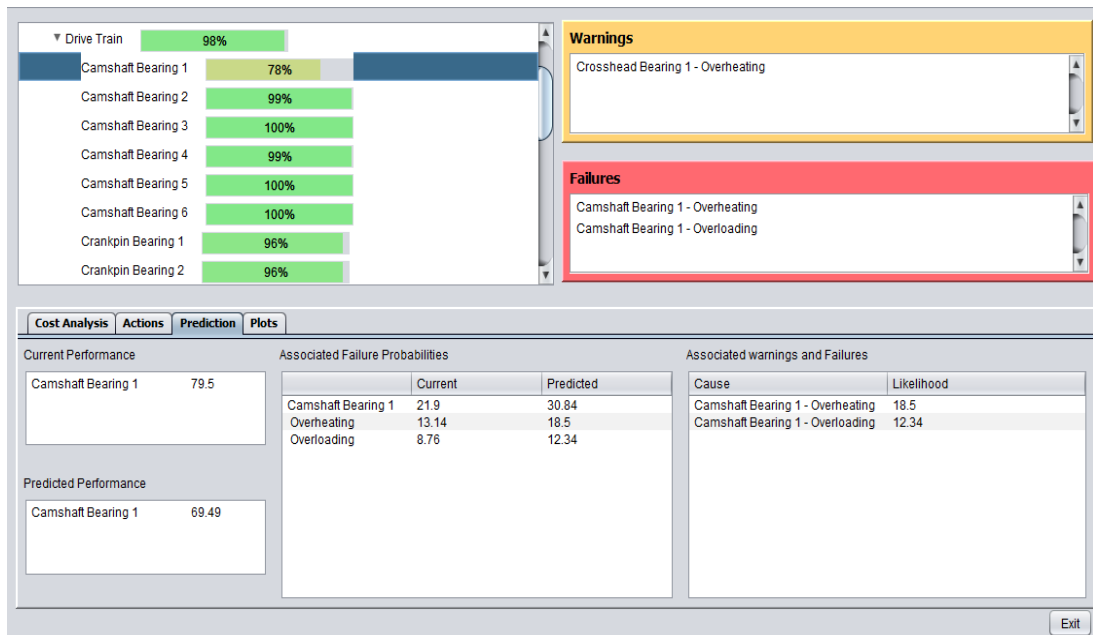 Drive Train 98%
Camshaft Bearing 1 78%
Camshaft Bearing 2 99%
Camshaft Bearing 3 100%
Camshaft Bearing 4 99%
Camshaft Bearing 5 100%
Camshaft Bearing 6 100%
Crankpin Bearing 1 96%
Crankpin Bearing 2 96%
Warnings
Crosshead Bearing 1 - Overheating
Failures
Camshaft Bearing 1 - Overheating
Camshaft Bearing 1 - Overloading
Cost Analysis Actions Prediction Plots
Current Performance
Camshaft Bearing 1 79.5
Predicted Performance
Camshaft Bearing 1 69.49
Associated Failure Probabilities
Current Predicted
Camshaft Bearing 1 21.9 30.84
Overheating 13.14 18.5
Overloading 8.76 12.34
Associated warnings and Failures
Cause Likelihood
Camshaft Bearing 1 - Overheating 18.5
Camshaft Bearing 1 - Overloading 12.34
Exit